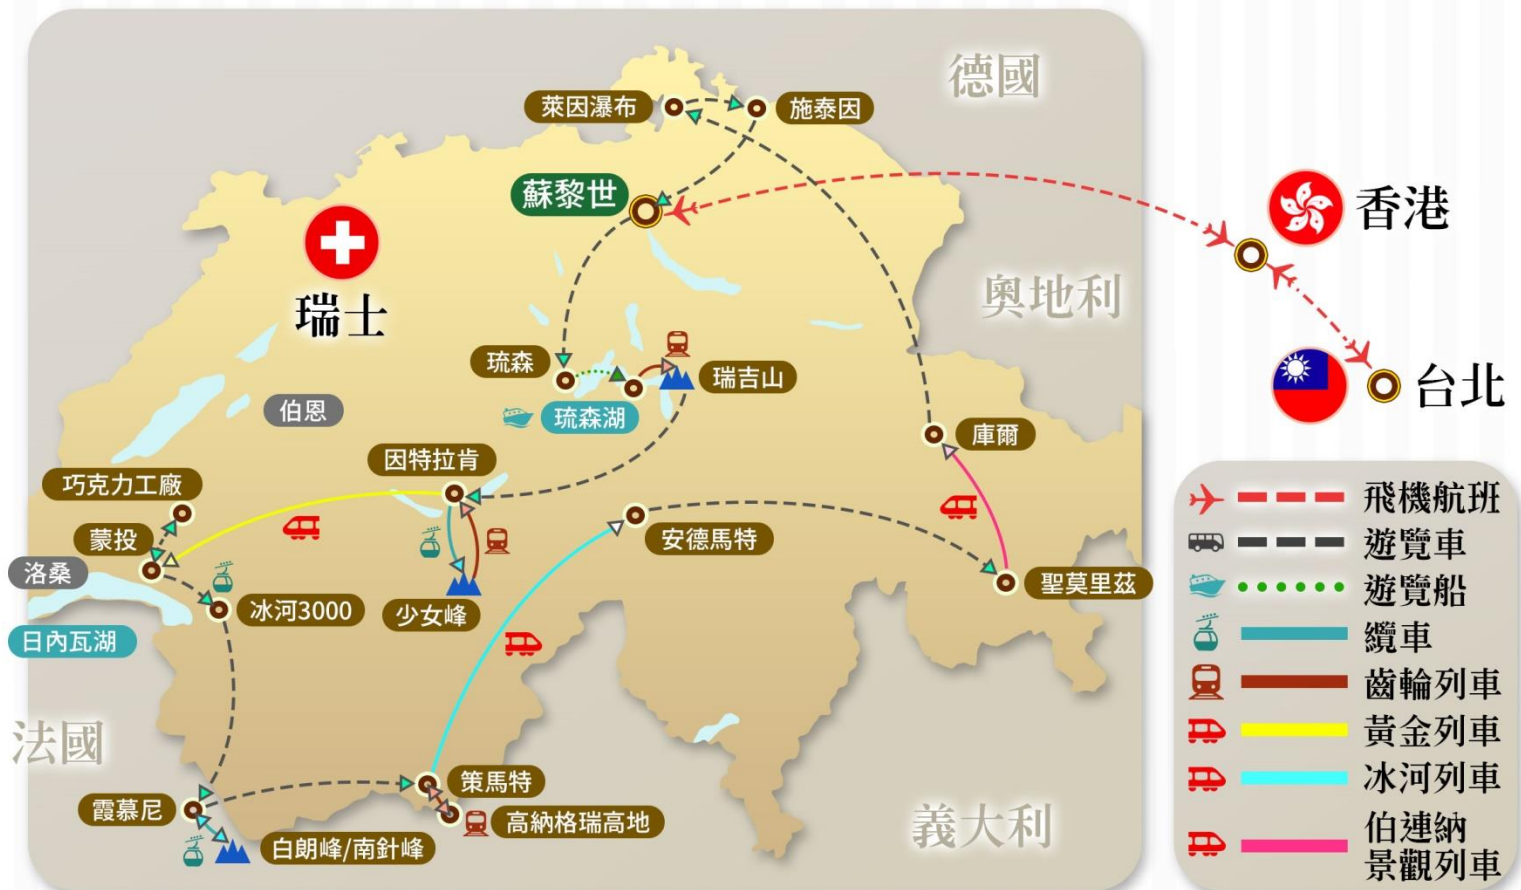 德國
萊因瀑布
施泰因
蘇黎世
香港
瑞士
奧地利
琉森
瑞吉山
台北
伯恩
琉森湖
庫爾
因特拉肯
巧克力工廠
蒙投
安德馬特
洛桑
冰河3000
少女峰
聖莫里茲
日內瓦湖
法國
策馬特
霞慕尼
高納格瑞高地
白朗峰/南針峰
義大利
飛機航班
遊覽車
遊覽船
纜車
齒輪列車
黃金列車
冰河列車
伯連納
景觀列車